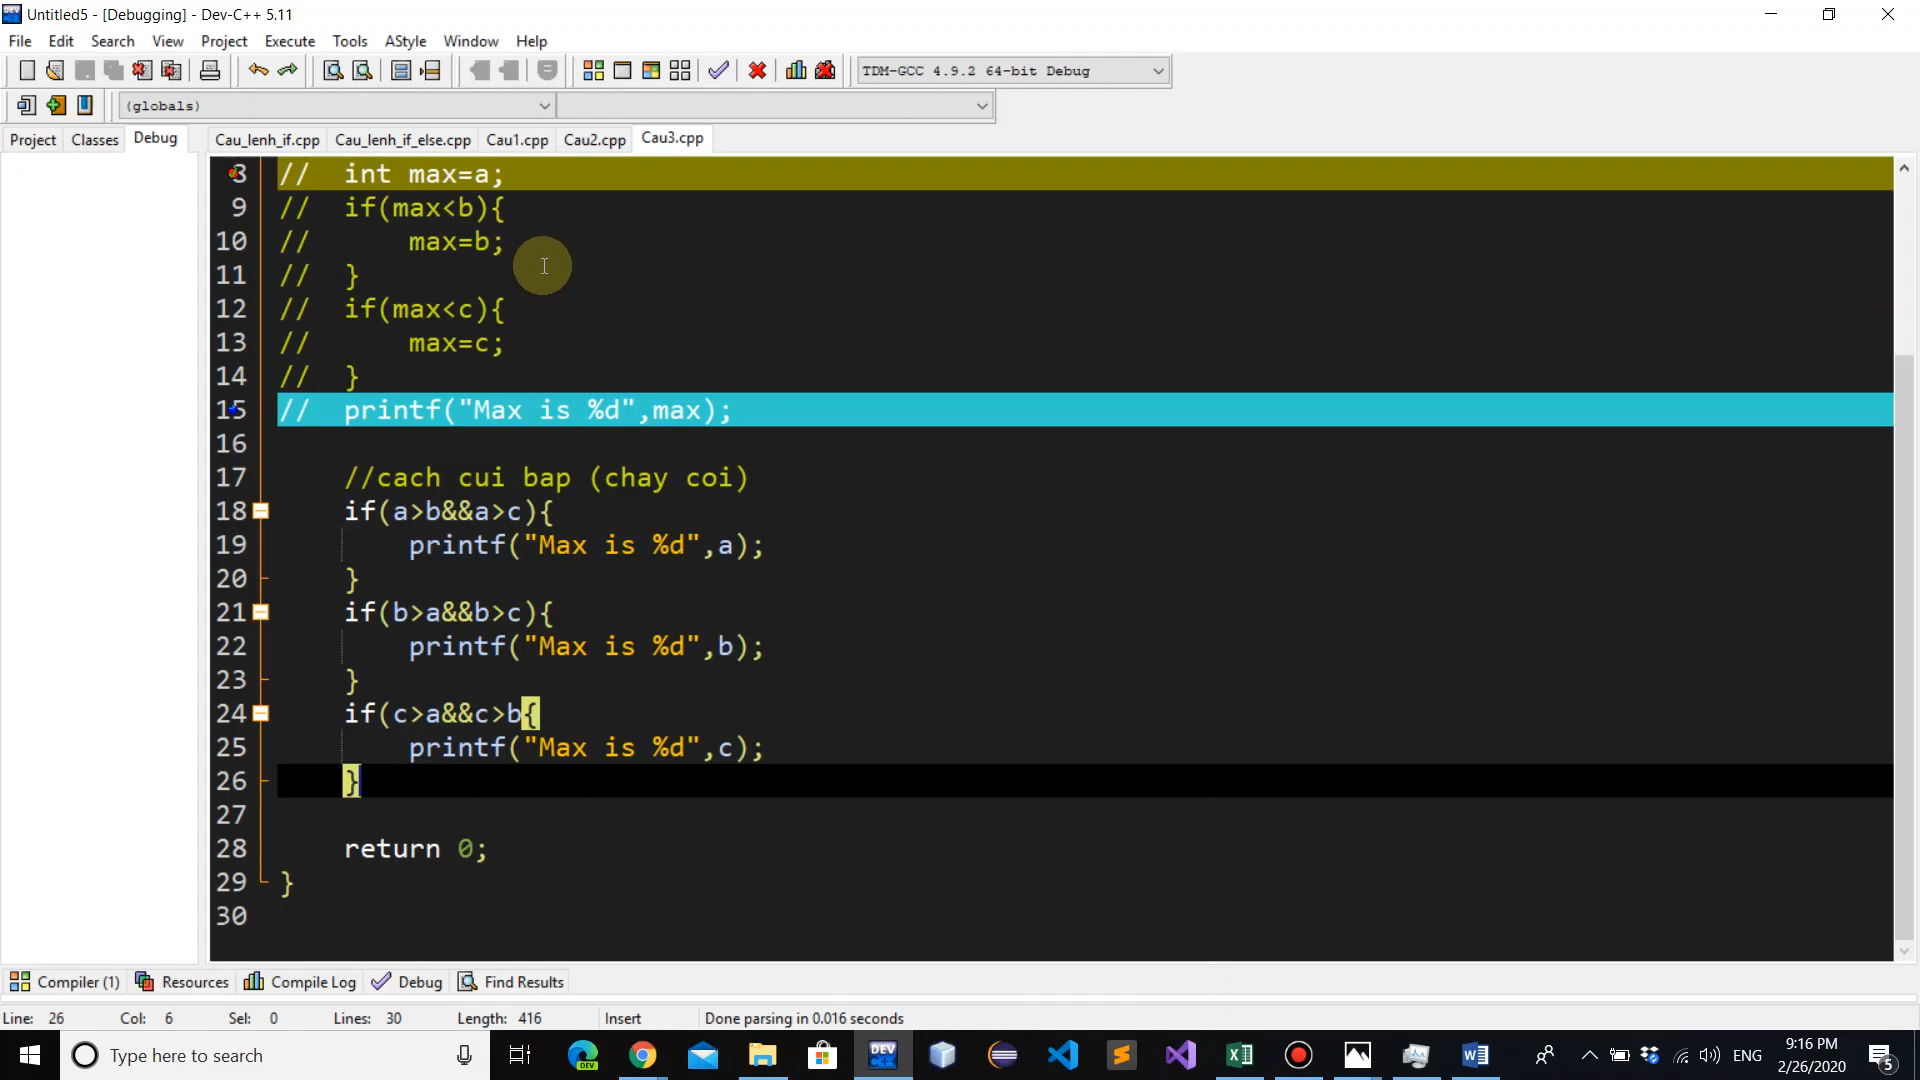 Untitled5 - [Debugging] - Dev-C++ 5.11
File Edit Search View Project Execute Tools AStyle Window Help
TDM-GCC 4.9.2 64-bit Debug
(globals)
Project Classes Debug Cau_lenh_if.cpp Cau_lenh_if_else.cpp Cau1.cpp Cau2.cpp Cau3.cpp
// int max=a;
9 // if(max<b){
10 // max=b;
11 // }
12 // if(max<c){
13 // max=c;
14 // }
15 // printf("Max is %d",max);
16
17 //cach cui bap (chay coi)
18 if(a>b&&a>c){
19 printf("Max is %d",a);
20 }
21 if(b>a&&b>c){
22 printf("Max is %d",b);
23 }
24 if(c>a&&c>b{
25 printf("Max is %d",c);
26 }
27
28 return 0;
29 }
30
Compiler (1) Resources Compile Log Debug Find Results
Line: 26 Col: 6 Sel: 0 Lines: 30 Length: 416 Insert Done parsing in 0.016 seconds
Type here to search
DEV
DEV
ENG
9:16 PM
2/26/2020
5